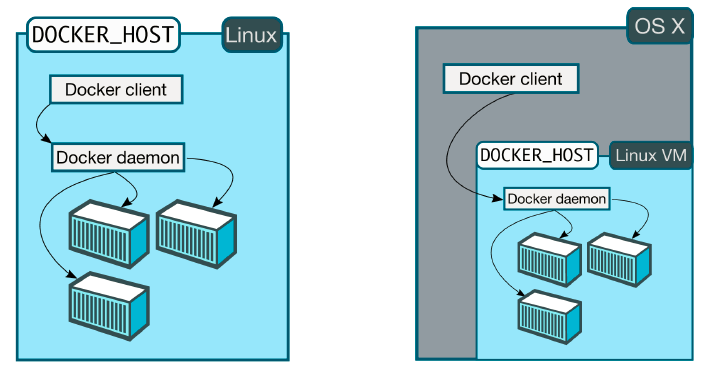 DOCKER_HOST
Linux
Docker client
Docker daemon
OS X
Docker client
DOCKER_HOST
Linux VM
Docker daemon